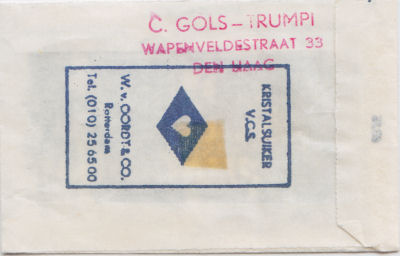 C. GOLS-TRUMPI
WAPENVELDESTRAAT 33
DEN HAAG
KRISTALSUIKER
V.C.S.
W. v. OORDT & CO.
Rotterdam
Tel. (010) 25 65 00